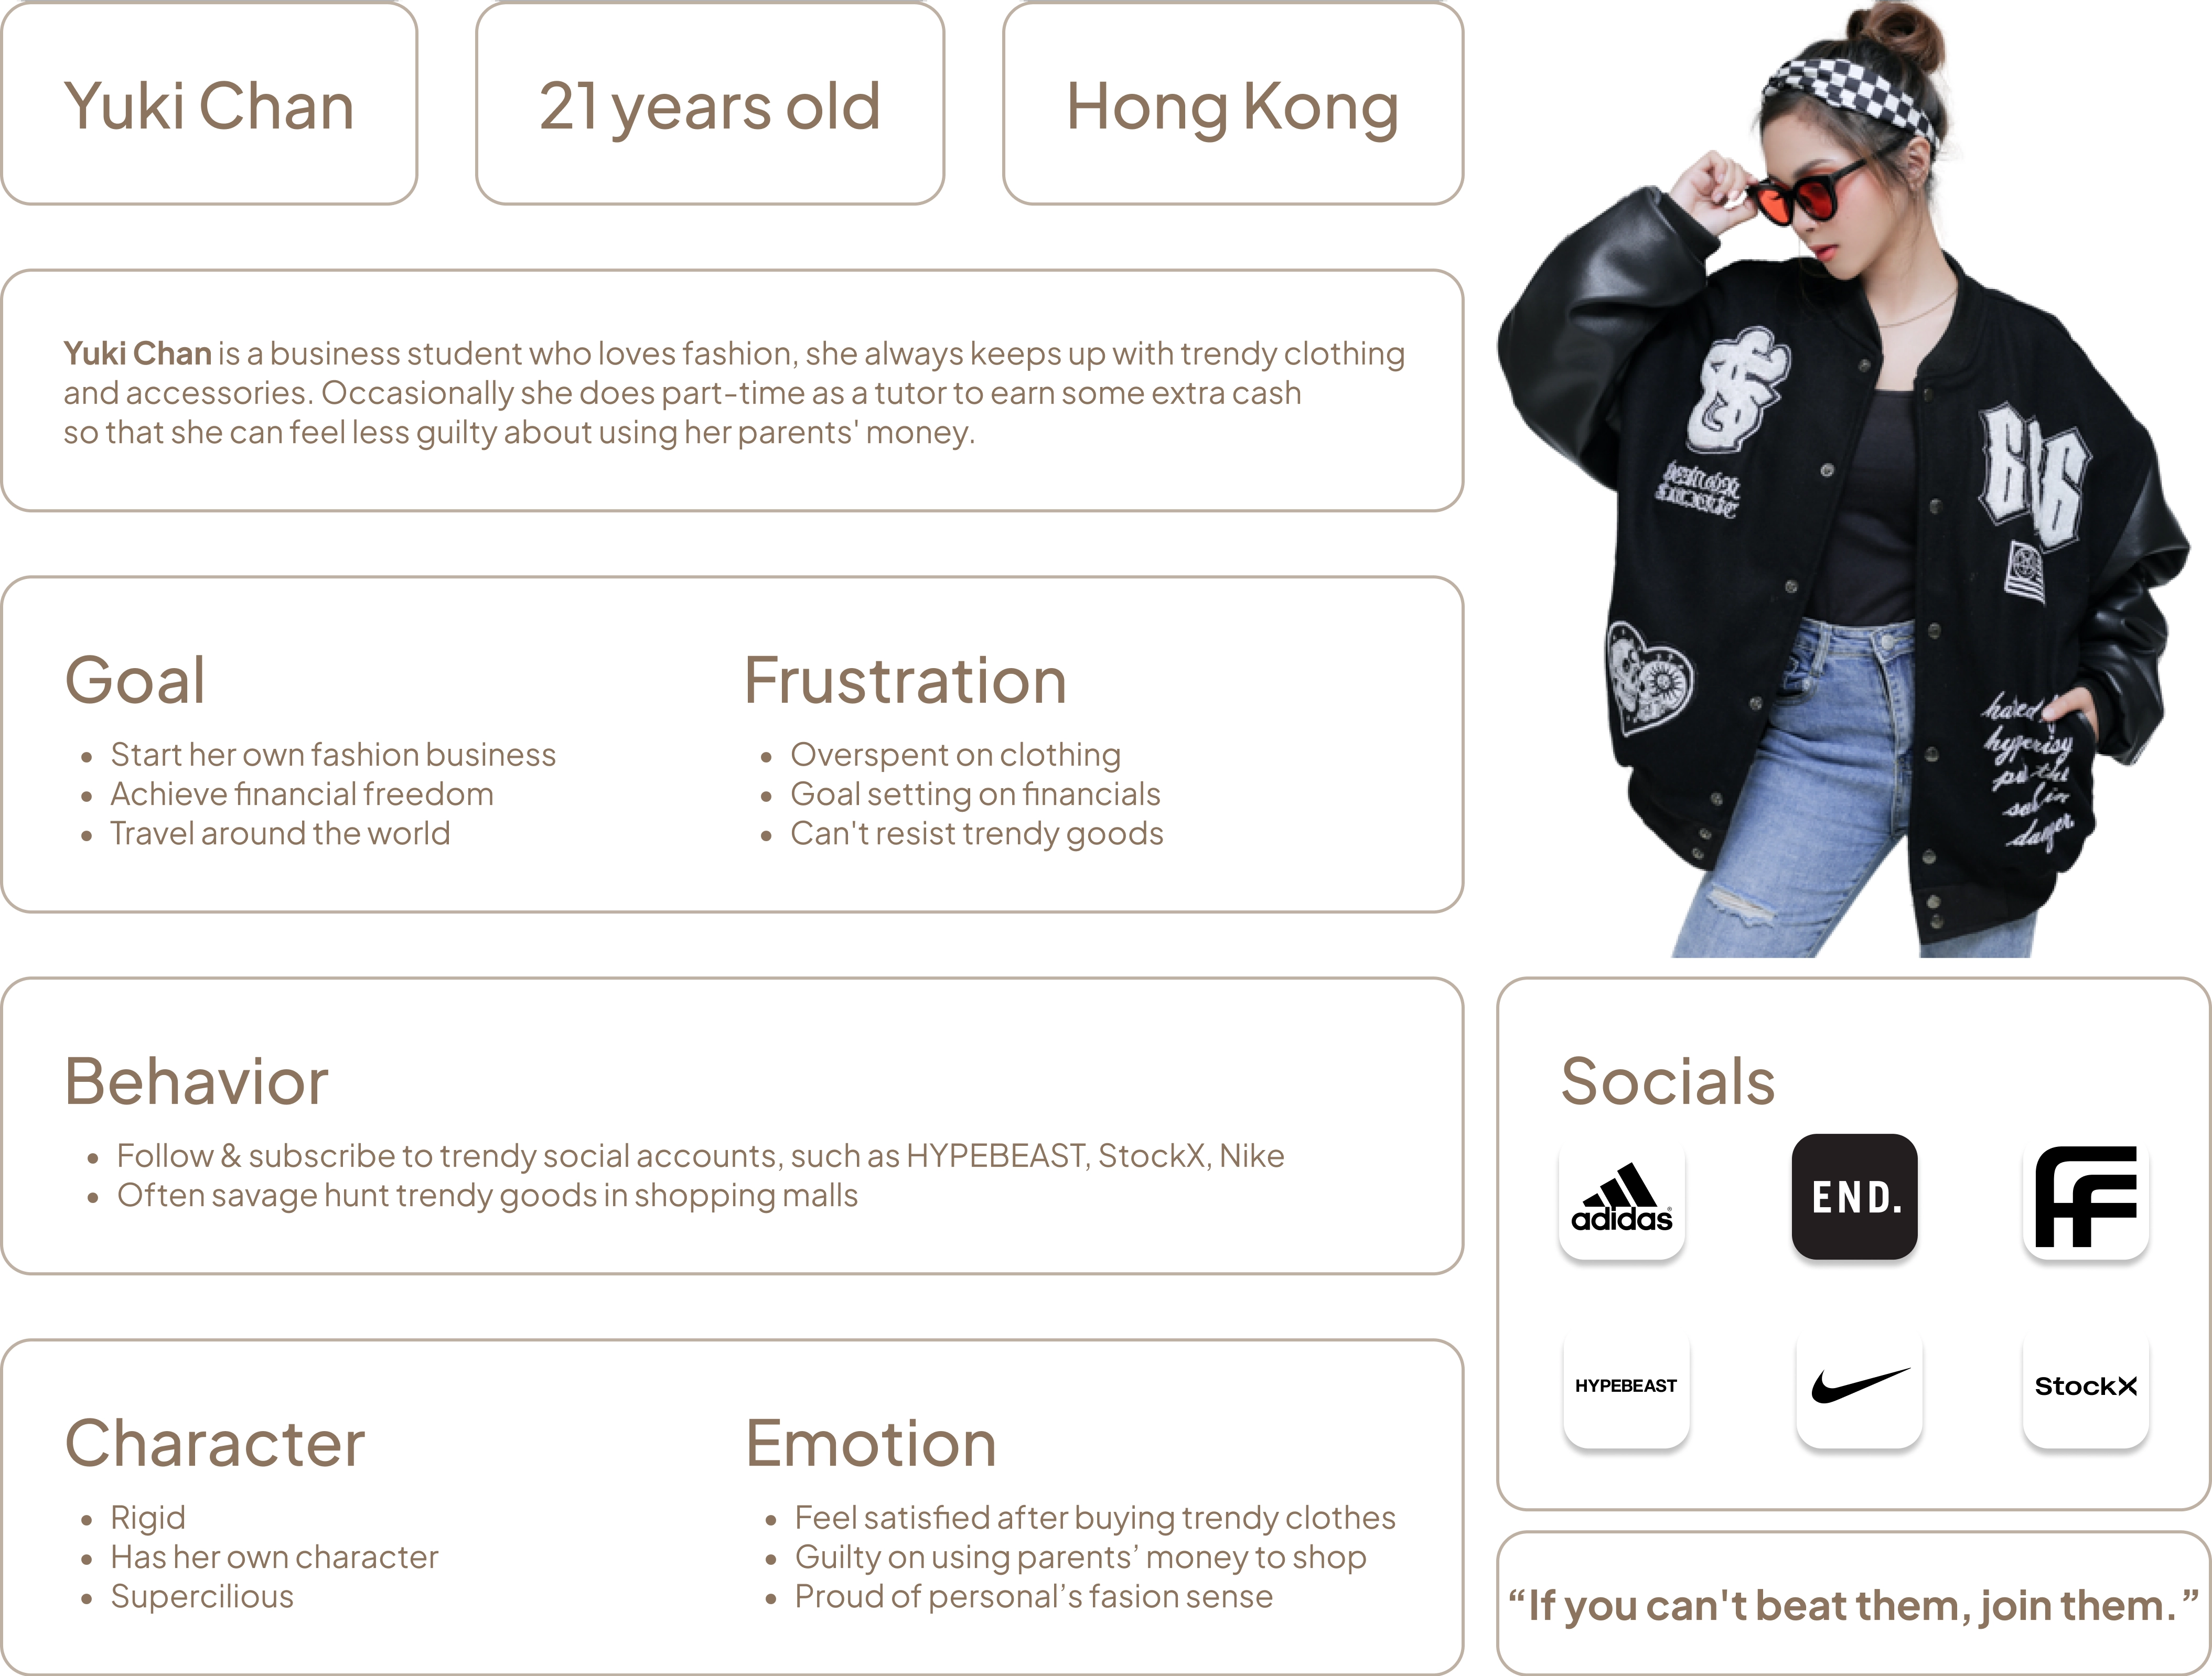 Yuki Chan
21 years old
Hong Kong
Yuki Chan is a business student who loves fashion, she always keeps up with trendy clothing
and accessories. Occasionally she does part-time as a tutor to earn some extra cash
so that she can feel less guilty about using her parents' money.
Goal
• Start her own fashion business
• Achieve financial freedom
• Travel around the world
Frustration
• Overspent on clothing
• Goal setting on financials
• Can't resist trendy goods
Behavior
• Follow & subscribe to trendy social accounts, such as HYPEBEAST, StockX, Nike
• Often savage hunt trendy goods in shopping malls
Character
• Rigid
• Has her own character
• Supercilious
Emotion
• Feel satisfied after buying trendy clothes
• Guilty on using parents’ money to shop
• Proud of personal’s fasion sense
666
put the
danger.
Socials
adidas®
END.
HYPEBEAST
StockX
“If you can't beat them, join them.”